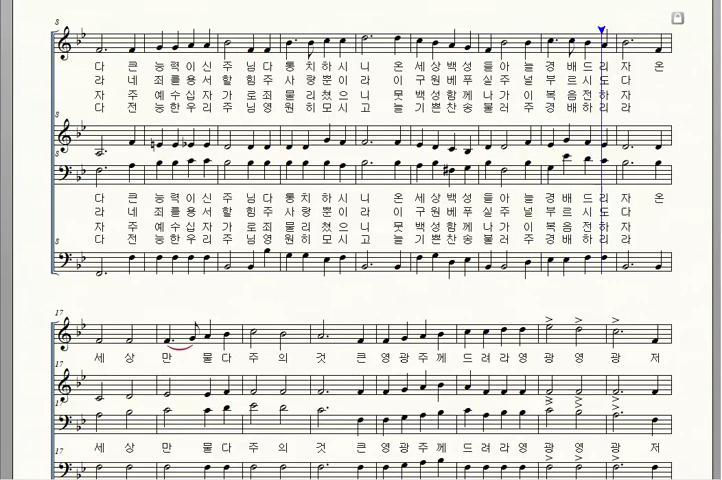 8
다 큰 능 력 이 신 주 님 다 통 치 하 시 니 온 세 상 백 성 들 아 늘 경 배 드 리 자 온
라 네 죄 를 용 서 할 힘 주 사 랑 뿐 이 라 이 구 원 베 푸 실 주 널 부 르 시 도 다
자 주 예 수 십 자 가 로 죄 물 리 쳤 으 니 뭇 백 성 함 께 나 가 이 복 음 전 하 자
다 전 능 한 우 리 주 님 영 원 히 모 시 고 늘 기 쁜 찬 송 불 러 주 경 배 하 리 라
8
8
다 큰 능 력 이 신 주 님 다 통 치 하 시 니 온 세 상 백 성 들 아 늘 경 배 드 리 자 온
라 네 죄 를 용 서 할 힘 주 사 랑 뿐 이 라 이 구 원 베 푸 실 주 널 부 르 시 도 다
자 주 예 수 십 자 가 로 죄 물 리 쳤 으 니 뭇 백 성 함 께 나 가 이 복 음 전 하 자
다 전 능 한 우 리 주 님 영 원 히 모 시 고 늘 기 쁜 찬 송 불 러 주 경 배 하 리 라
8
17
세 상 만 물 다 주 의 것 큰 영 광 주 께 드 려 라 영 광 영 광 저
17
17
세 상 만 물 다 주 의 것 큰 영 광 주 께 드 려 라 영 광 영 광 저
17